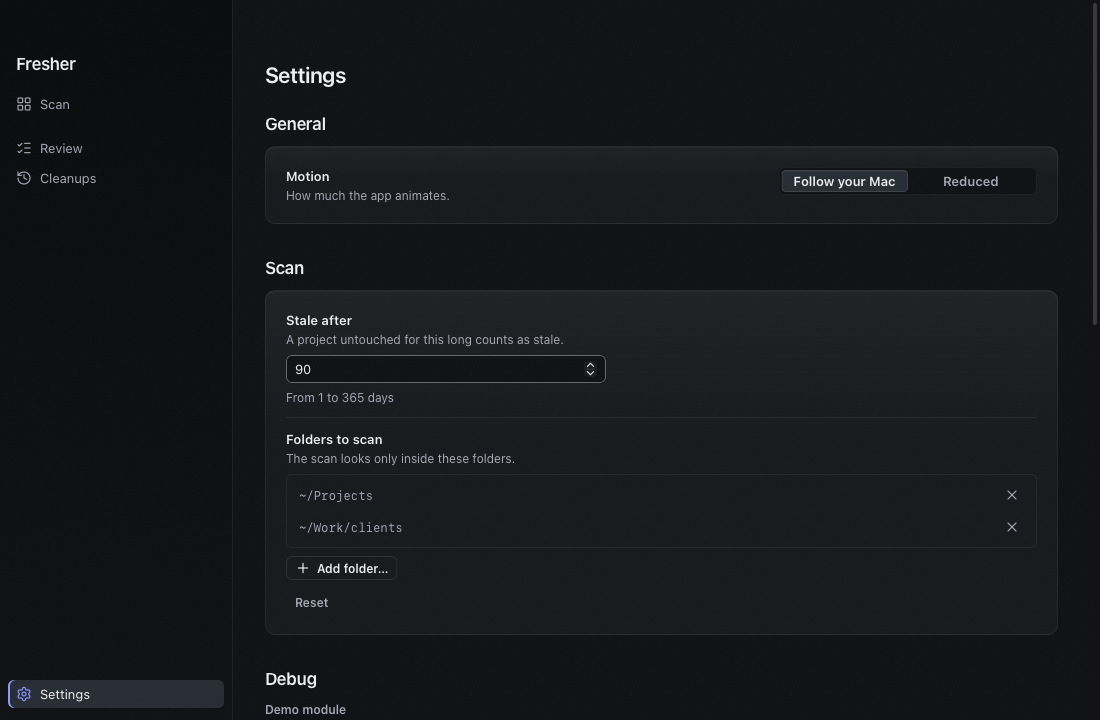 Fresher
Scan
Review
Cleanups
Settings
Settings
General
Motion
How much the app animates.
Follow your Mac
Reduced
Scan
Stale after
A project untouched for this long counts as stale.
90
From 1 to 365 days
Folders to scan
The scan looks only inside these folders.
~/Projects
~/Work/clients
Add folder...
Reset
Debug
Demo module